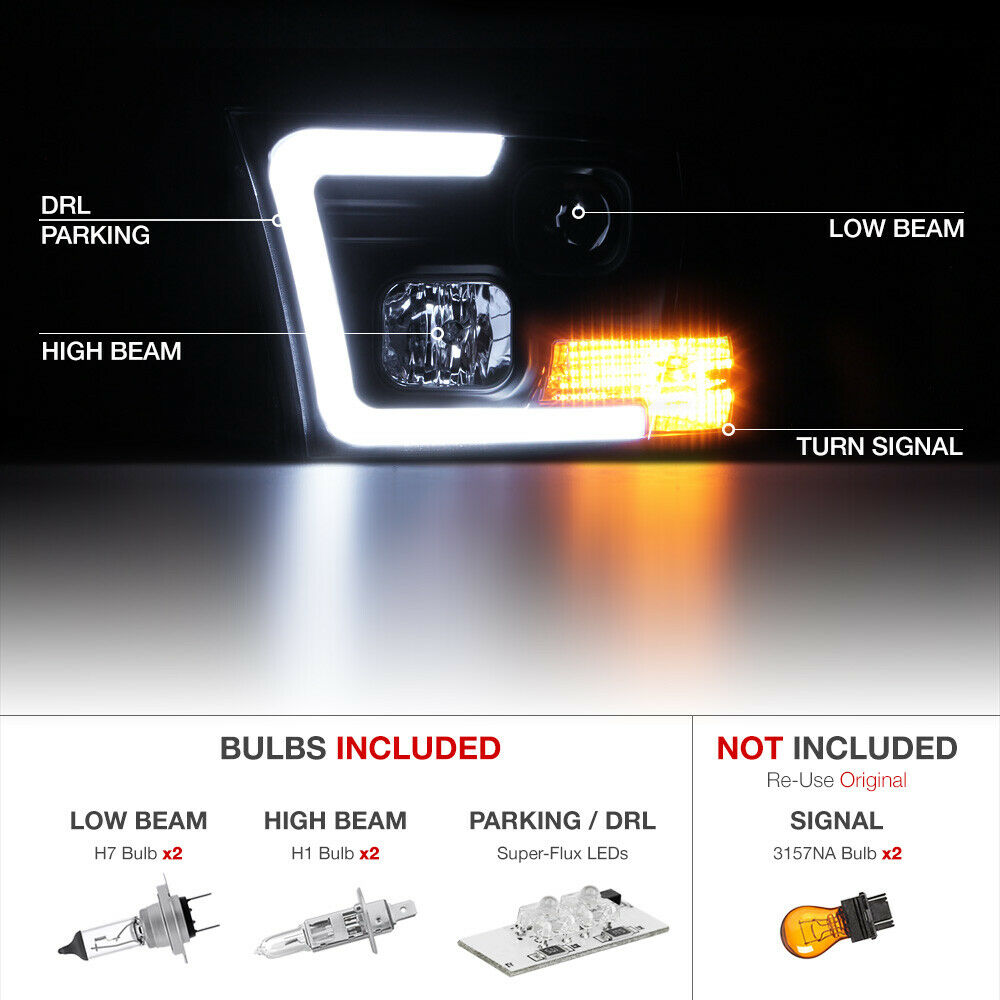 DRL
PARKING
LOW BEAM
HIGH BEAM
TURN SIGNAL
BULBS INCLUDED
NOT INCLUDED
Re-Use Original
LOW BEAM
H7 Bulb x2
HIGH BEAM
H1 Bulb x2
PARKING / DRL
Super-Flux LEDs
SIGNAL
3157NA Bulb x2